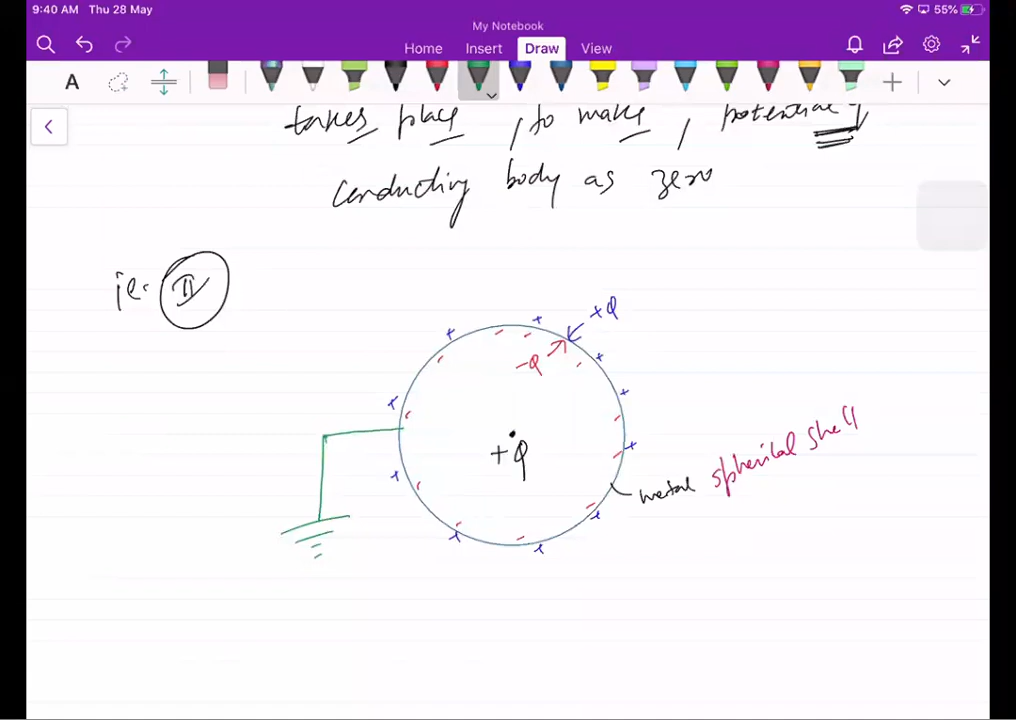 9:40 AM Thu 28 May
55%
My Notebook
Home Insert Draw View
A
takes place, to make, potential of
conducting body as zero
ie. II
+Q
-Q
+Q
metal spherical shell